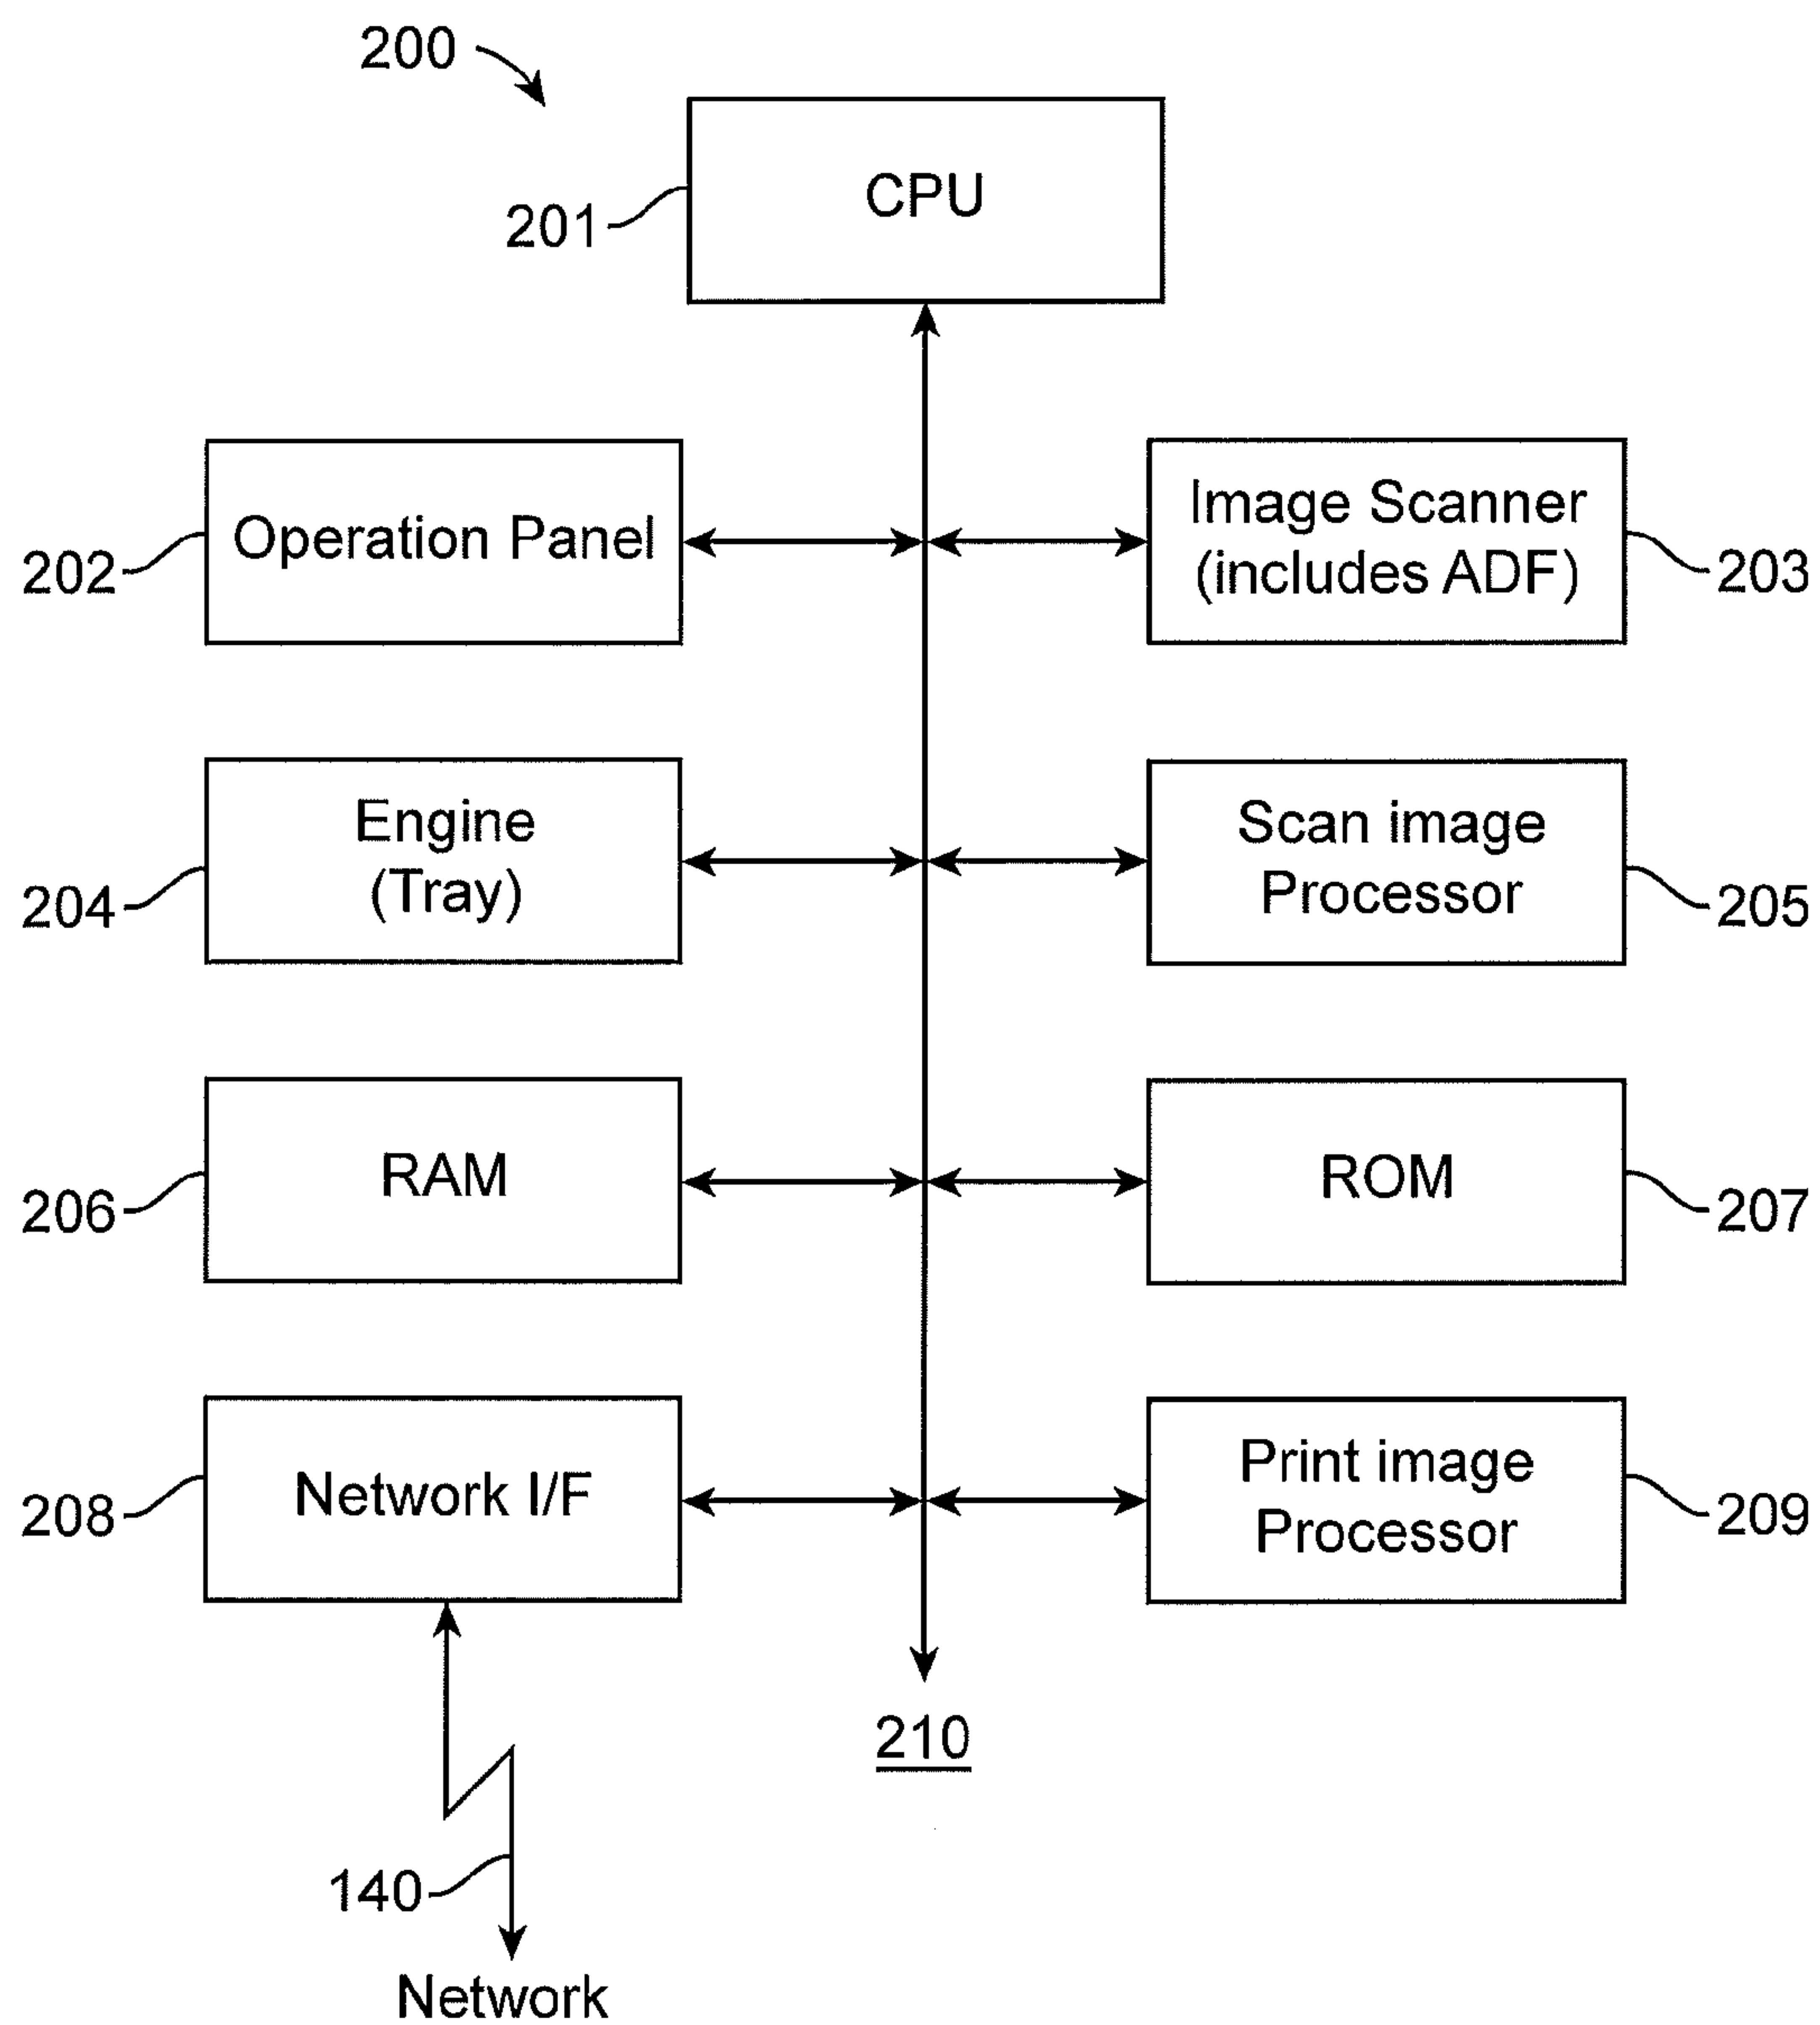 200
CPU
201
Operation Panel
202
Image Scanner
(includes ADF)
203
Engine
(Tray)
204
Scan image
Processor
205
RAM
206
ROM
207
Network I/F
208
Print image
Processor
209
210
140
Network